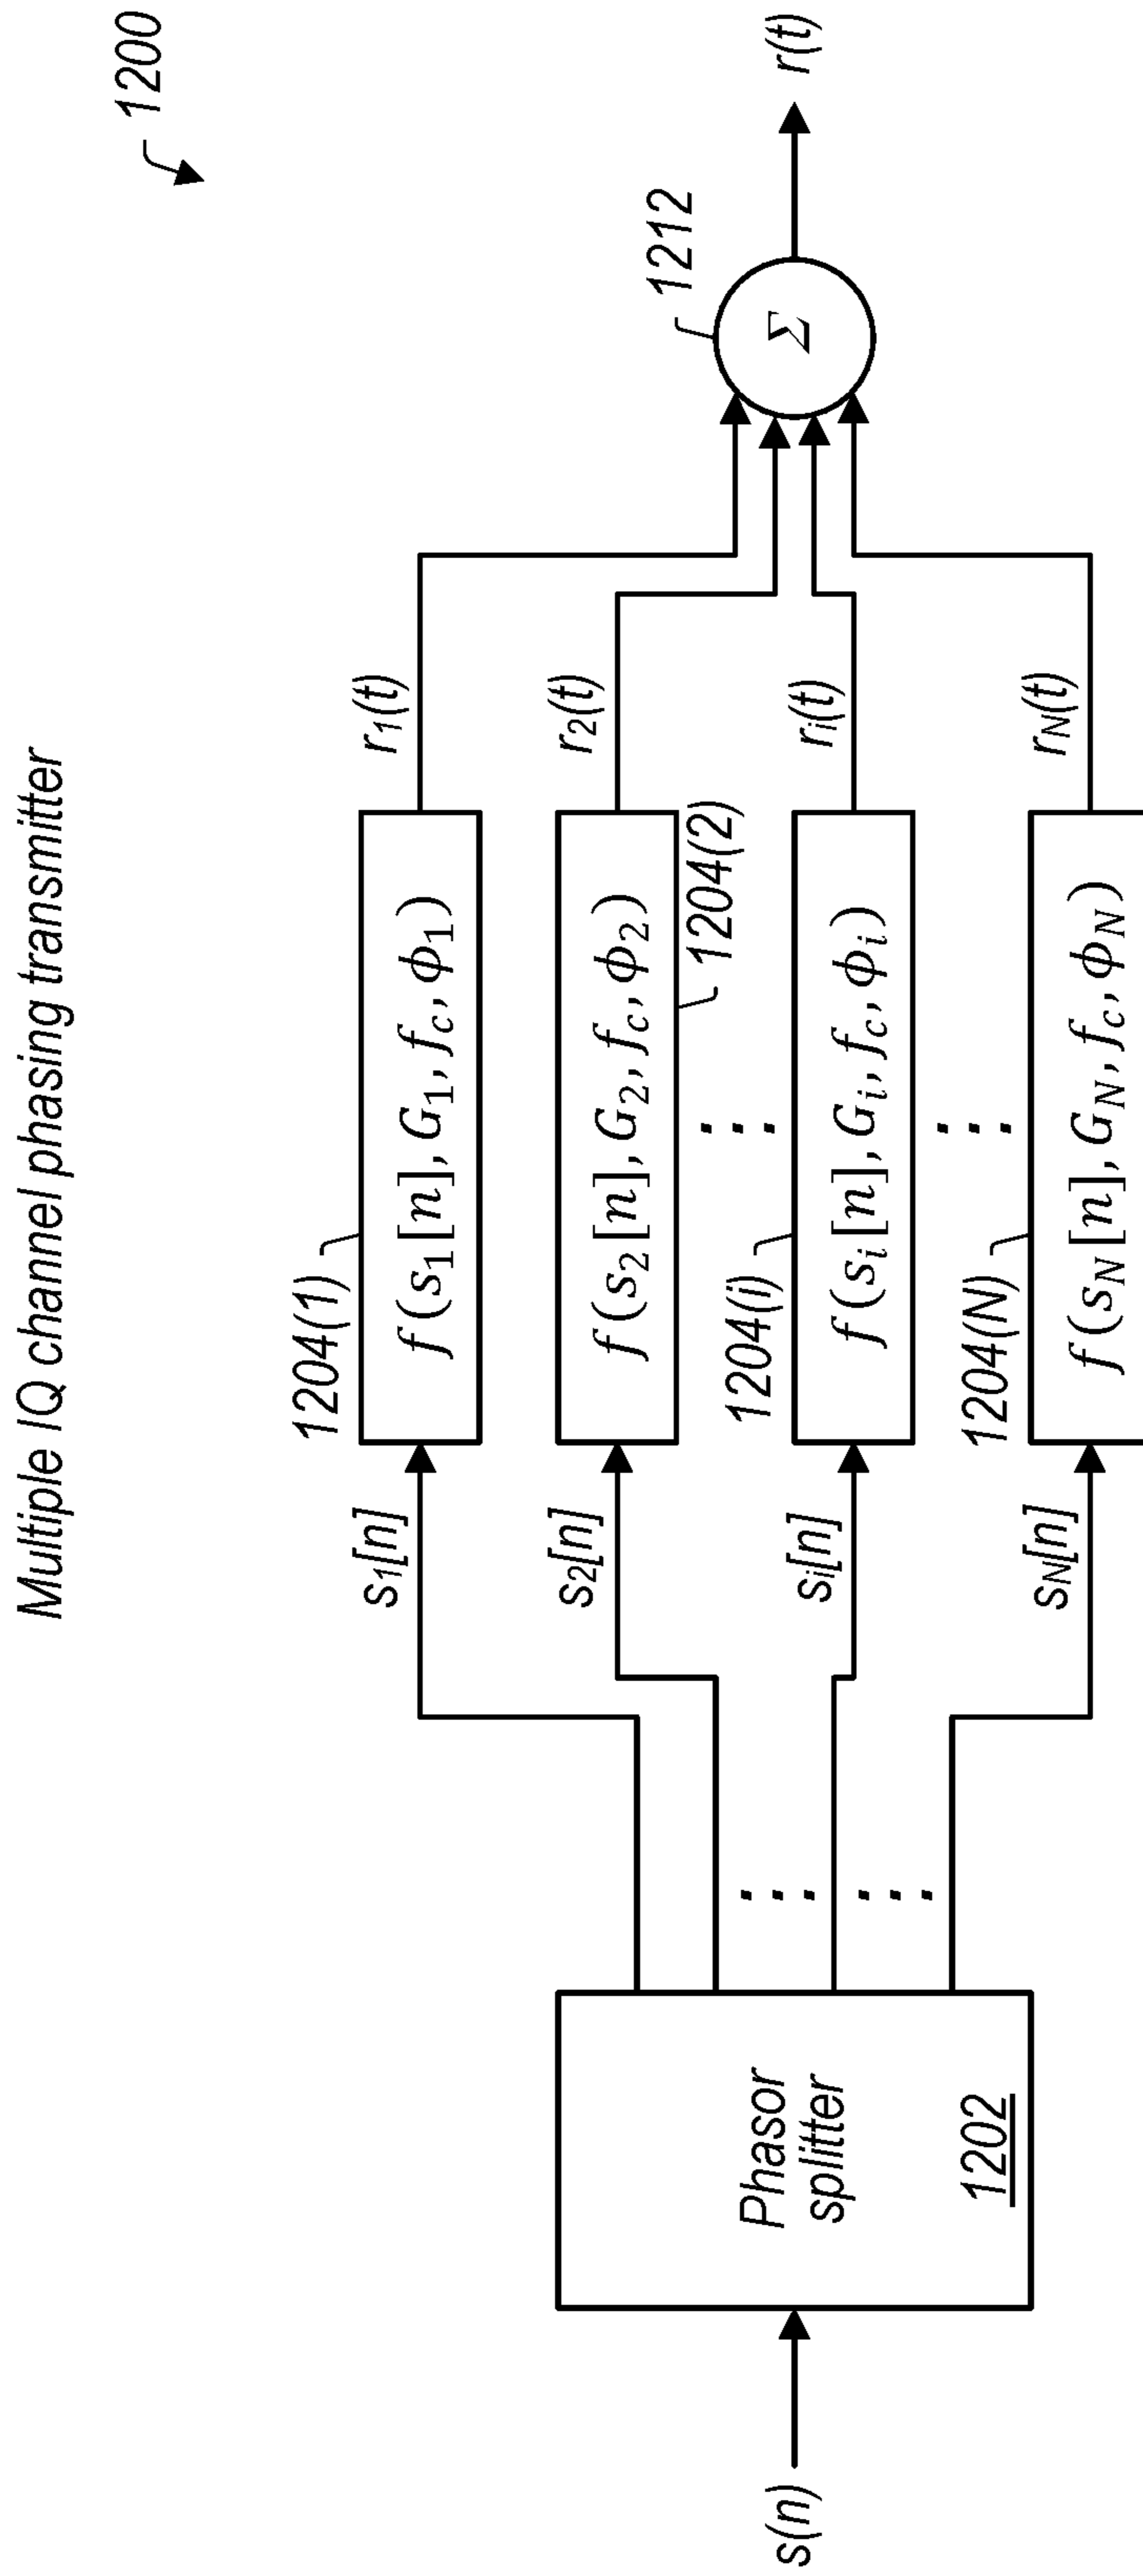 Multiple IQ channel phasing transmitter
1200
s(n)
Phasor
splitter
1202
s1[n]
1204(1)
f(s1[n], G1, fc, ϕ1)
r1(t)
s2[n]
f(s2[n], G2, fc, ϕ2)
1204(2)
r2(t)
...
...
si[n]
1204(i)
f(si[n], Gi, fc, ϕi)
ri(t)
...
...
sN[n]
1204(N)
f(sN[n], GN, fc, ϕN)
rN(t)
1212
Σ
r(t)